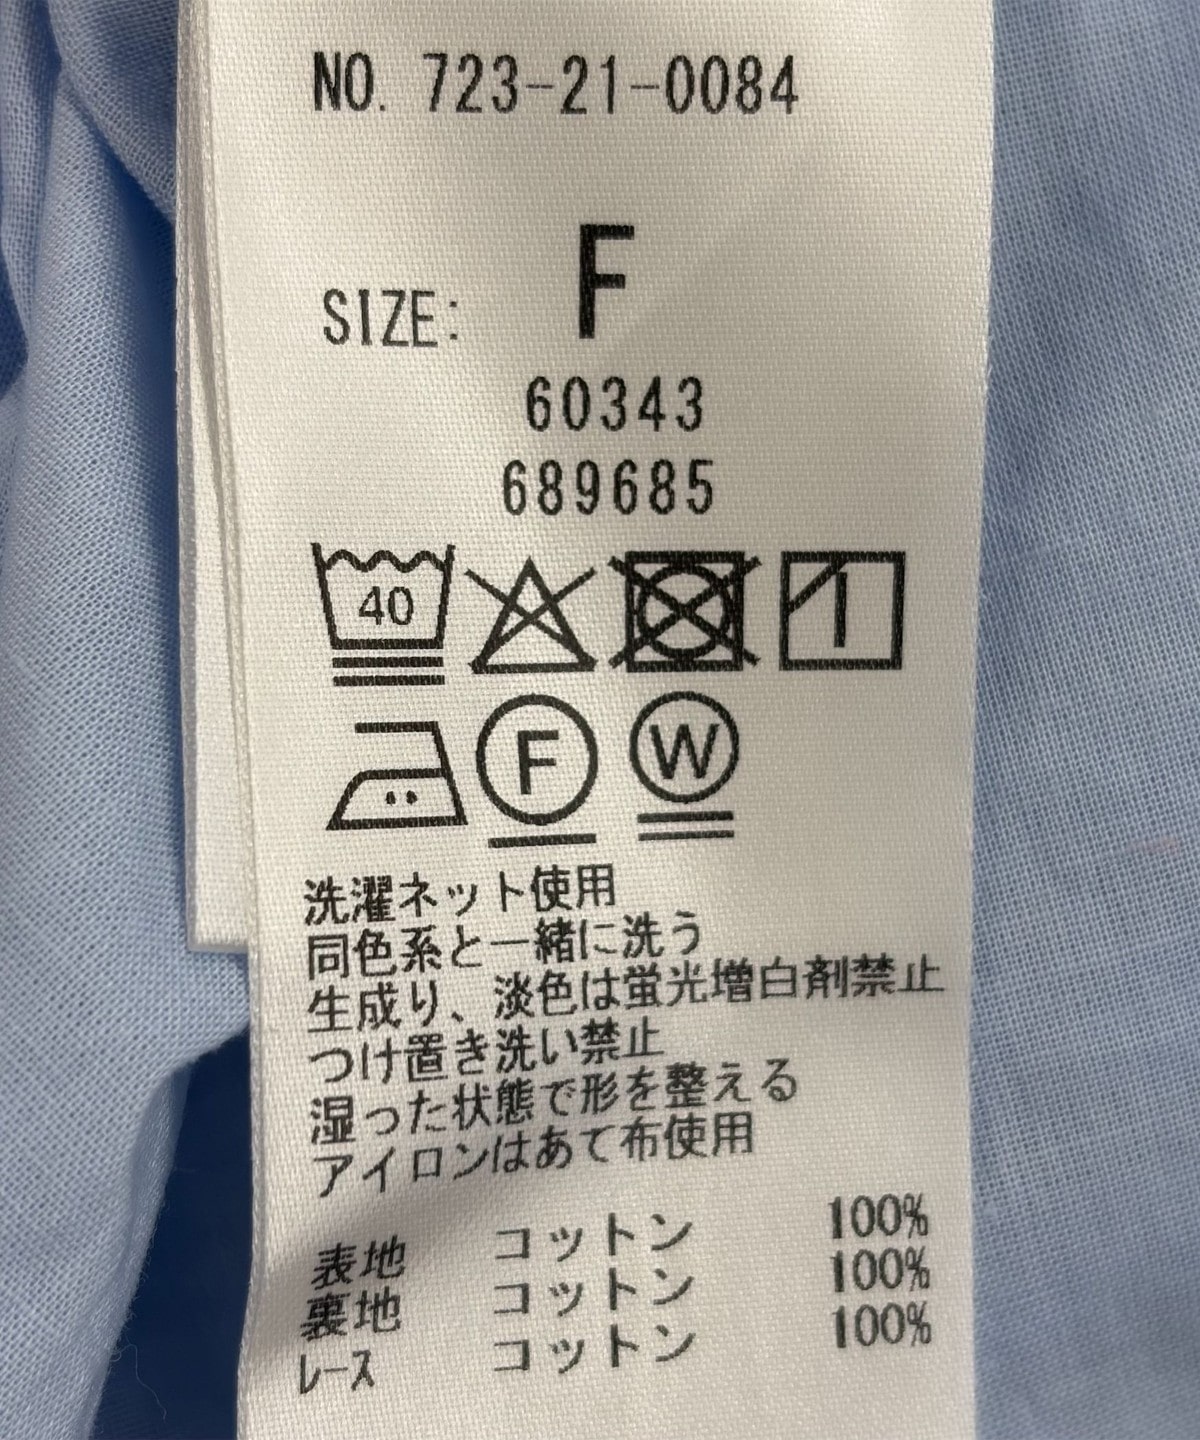 NO. 723-21-0084
SIZE: F
60343
689685
40
F W
洗濯ネット使用
同色系と一緒に洗う
生成り、淡色は蛍光増白剤禁止
つけ置き洗い禁止
湿った状態で形を整える
アイロンはあて布使用
表地 コットン 100%
裏地 コットン 100%
レース コットン 100%